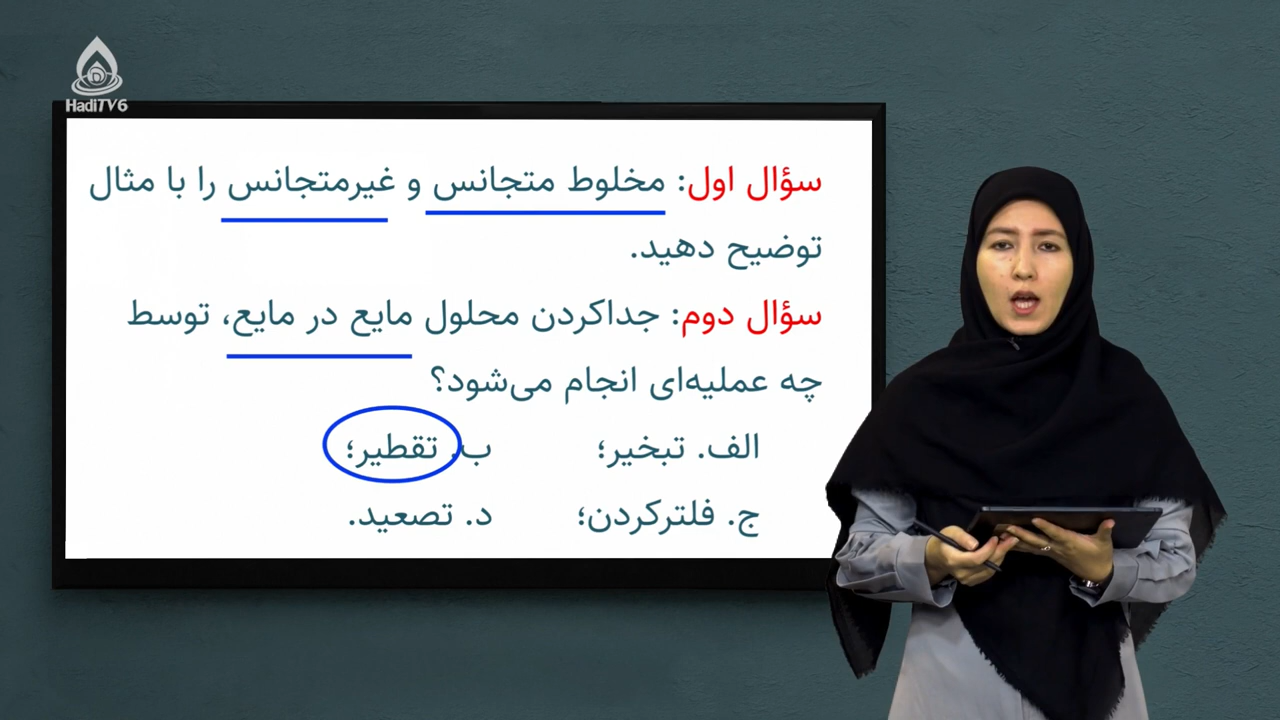 HadiTV6
سؤال اول: مخلوط متجانس و غیرمتجانس را با مثال
توضیح دهید.
سؤال دوم: جداکردن محلول مایع در مایع، توسط
چه عملیه‌ای انجام می‌شود؟
الف. تبخیر؛ ب. تقطیر؛
ج. فلترکردن؛ د. تصعید.